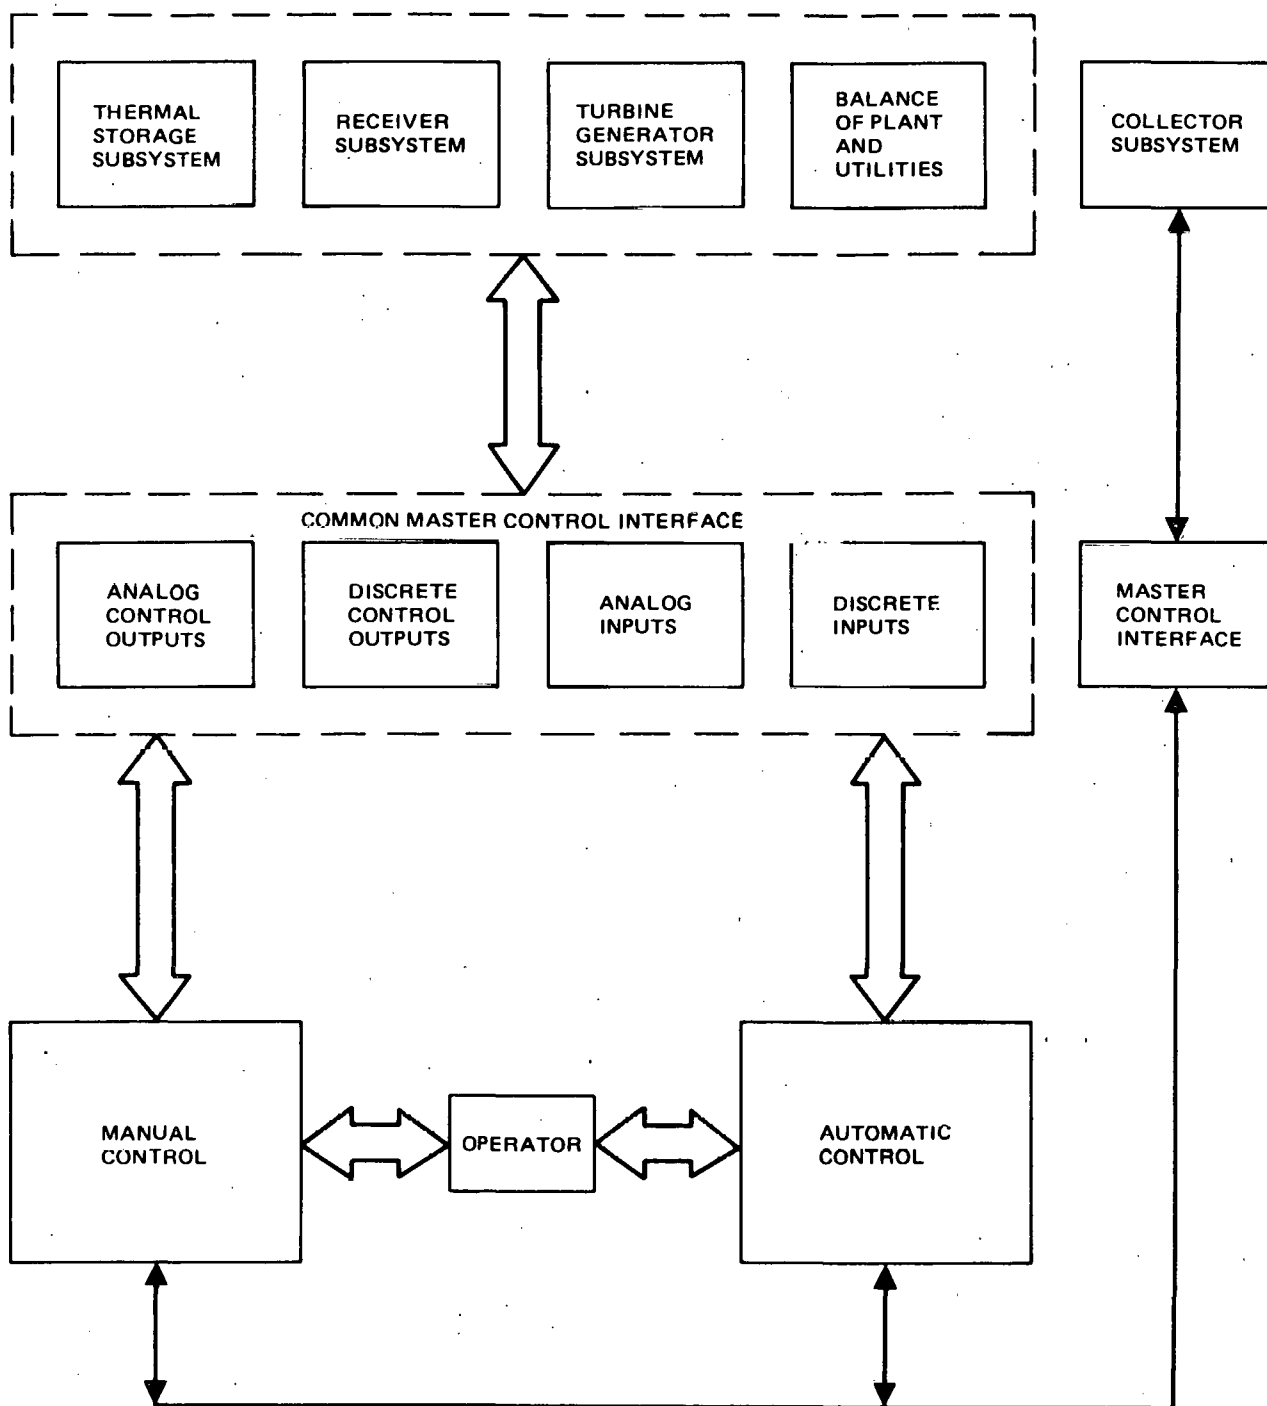 THERMAL
STORAGE
SUBSYSTEM
RECEIVER
SUBSYSTEM
TURBINE
GENERATOR
SUBSYSTEM
BALANCE
OF PLANT
AND
UTILITIES
COLLECTOR
SUBSYSTEM
COMMON MASTER CONTROL INTERFACE
ANALOG
CONTROL
OUTPUTS
DISCRETE
CONTROL
OUTPUTS
ANALOG
INPUTS
DISCRETE
INPUTS
MASTER
CONTROL
INTERFACE
MANUAL
CONTROL
OPERATOR
AUTOMATIC
CONTROL